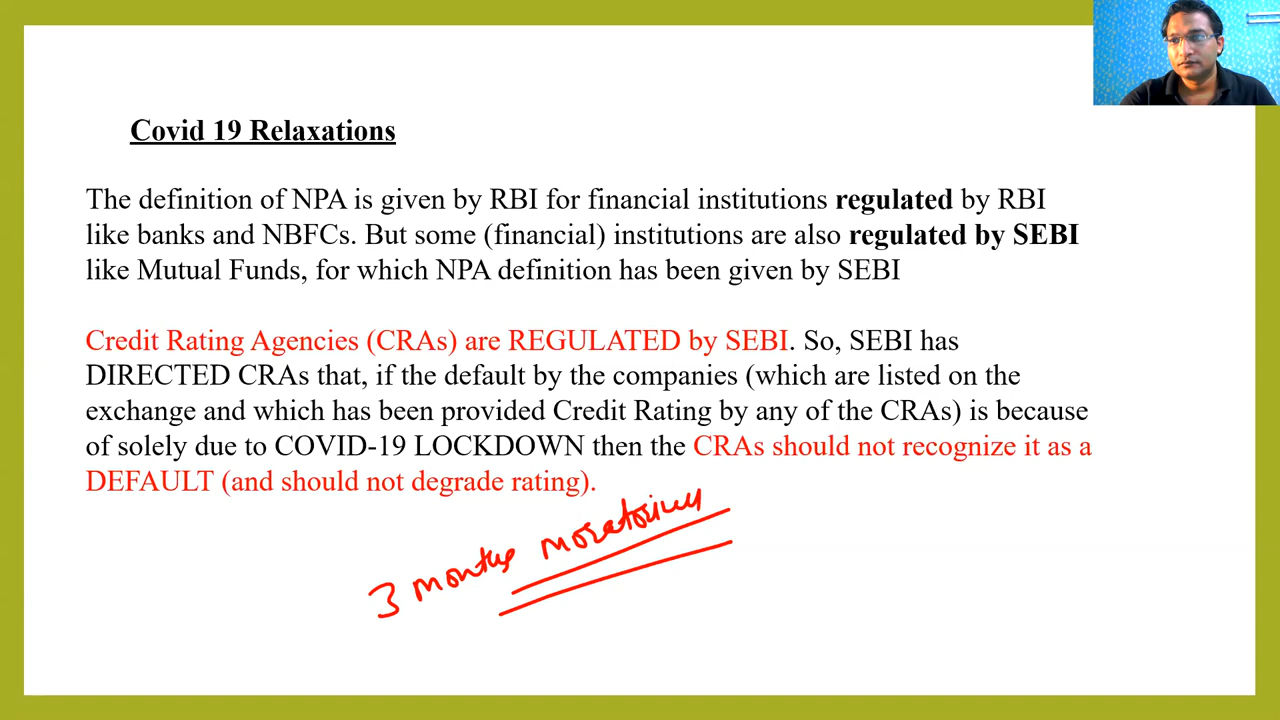 Covid 19 Relaxations
The definition of NPA is given by RBI for financial institutions regulated by RBI
like banks and NBFCs. But some (financial) institutions are also regulated by SEBI
like Mutual Funds, for which NPA definition has been given by SEBI
Credit Rating Agencies (CRAs) are REGULATED by SEBI. So, SEBI has
DIRECTED CRAs that, if the default by the companies (which are listed on the
exchange and which has been provided Credit Rating by any of the CRAs) is because
of solely due to COVID-19 LOCKDOWN then the CRAs should not recognize it as a
DEFAULT (and should not degrade rating).
3 months moratorium